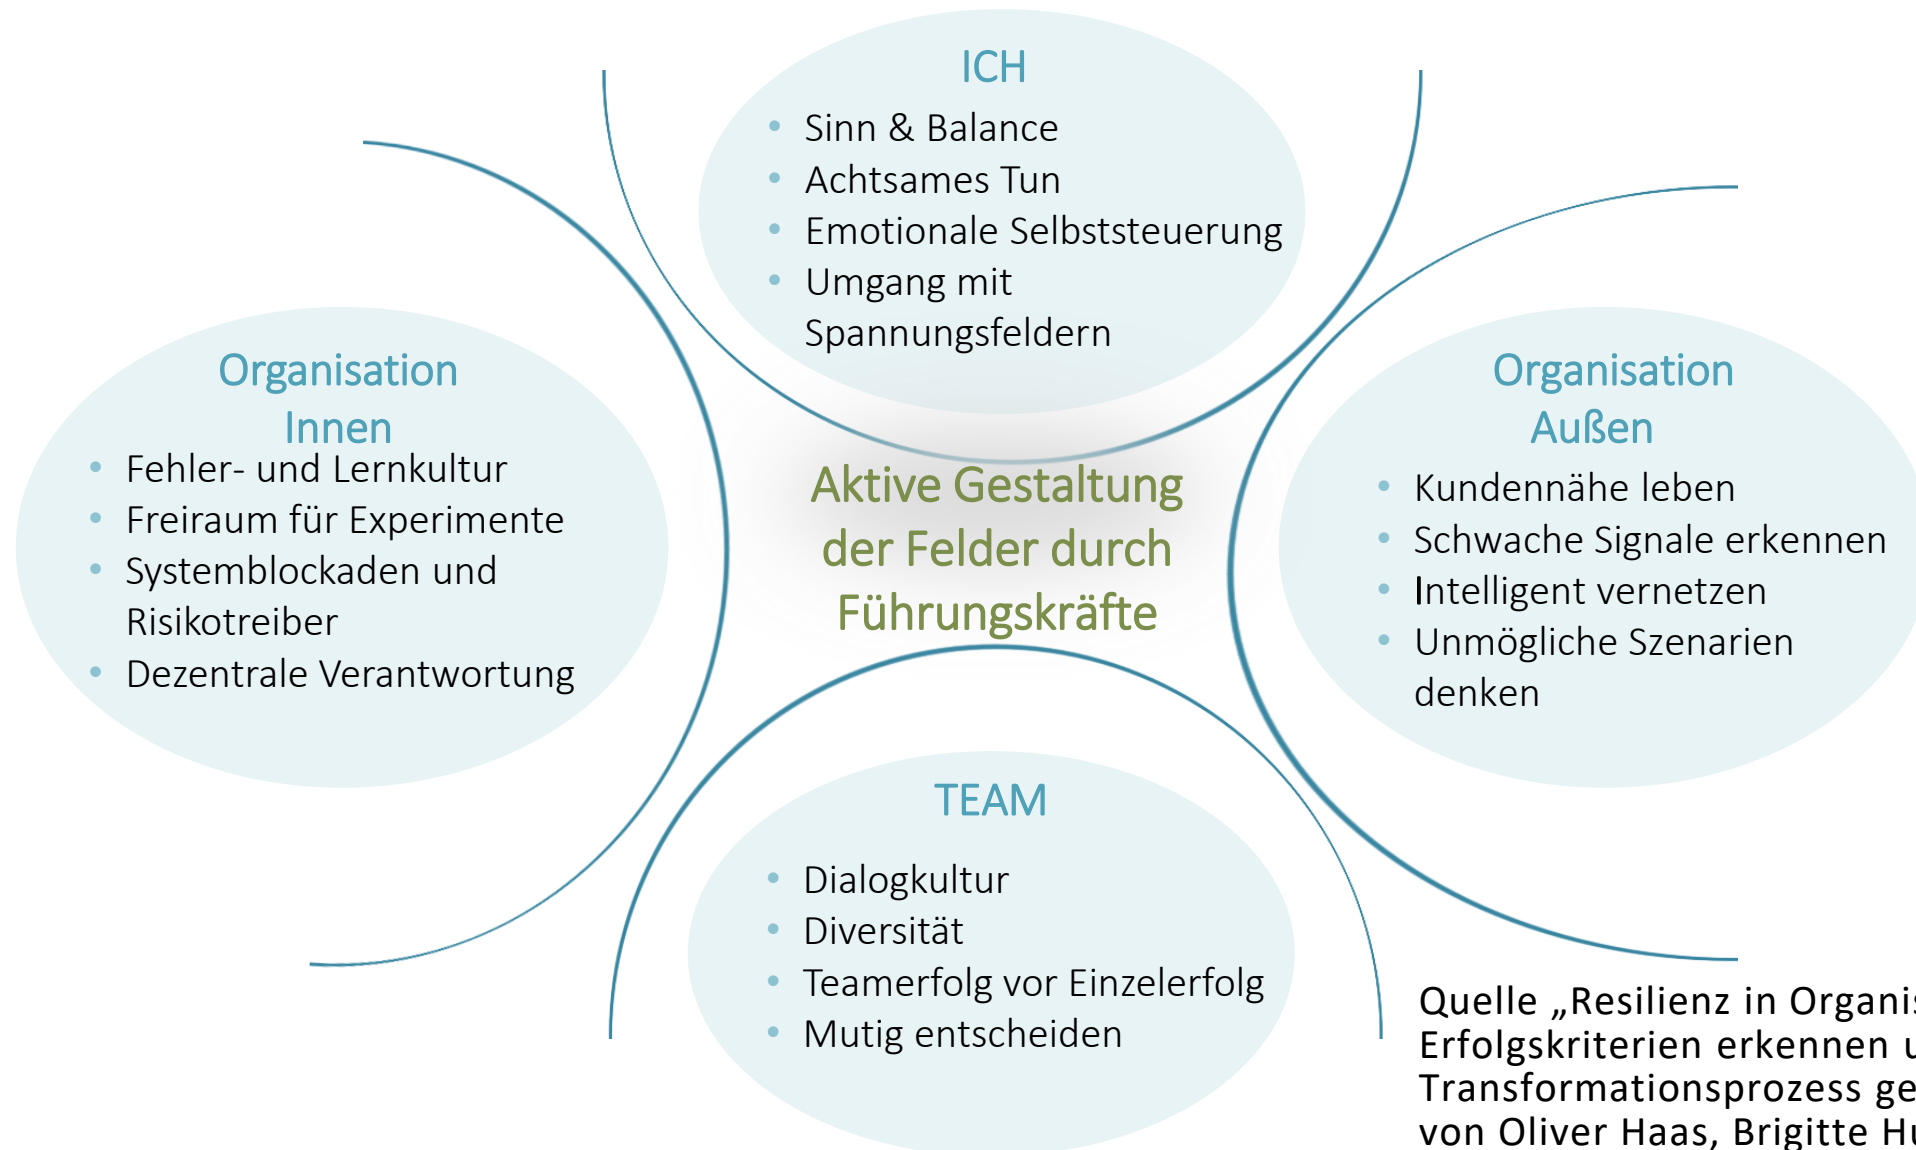 ICH
• Sinn & Balance
• Achtsames Tun
• Emotionale Selbststeuerung
• Umgang mit
Spannungsfeldern
Organisation
Innen
• Fehler- und Lernkultur
• Freiraum für Experimente
• Systemblockaden und
Risikotreiber
• Dezentrale Verantwortung
Aktive Gestaltung
der Felder durch
Führungskräfte
Organisation
Außen
• Kundennähe leben
• Schwache Signale erkennen
• Intelligent vernetzen
• Unmögliche Szenarien
denken
TEAM
• Dialogkultur
• Diversität
• Teamerfolg vor Einzelerfolg
• Mutig entscheiden
Quelle „Resilienz in
Erfolgskriterien erkennen
Transformationsprozess
von Oliver Haas, Brigitte